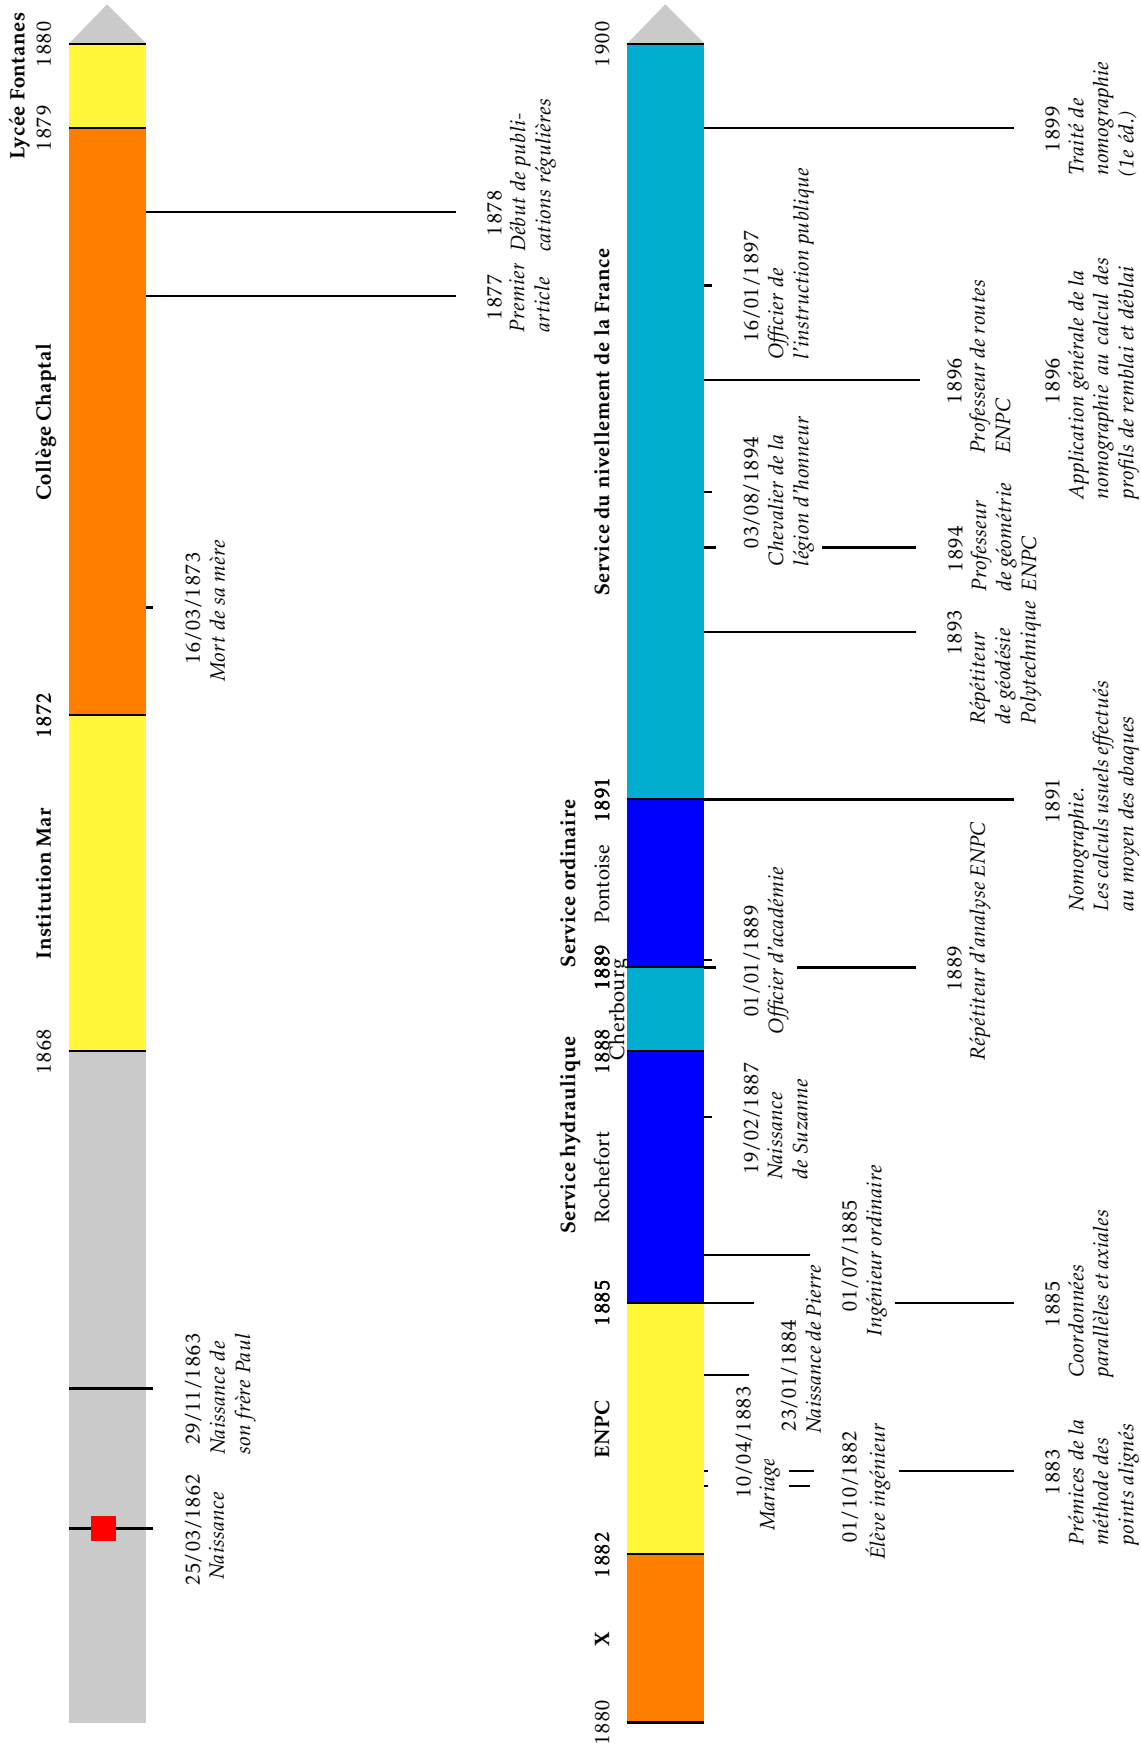 Institution Mar
Collège Chaptal
Lycée Fontanes
1868
1872
1879
1880
25/03/1862
Naissance
29/11/1863
Naissance de
son frère Paul
16/03/1873
Mort de sa mère
1877
Premier
article
1878
Début de publi-
cations régulières
Service hydraulique
Service ordinaire
X
ENPC
Rochefort
Cherbourg
Pontoise
Service du nivellement de la France
1880
1882
1885
1888
1889
1891
1900
10/04/1883
Mariage
23/01/1884
Naissance de Pierre
19/02/1887
Naissance
de Suzanne
01/01/1889
Officier d'académie
03/08/1894
Chevalier de la
légion d'honneur
16/01/1897
Officier de
l'instruction publique
01/10/1882
Élève ingénieur
01/07/1885
Ingénieur ordinaire
1889
Répétiteur d'analyse ENPC
1893
Répétiteur
de géodésie
Polytechnique
1894
Professeur
de géométrie
ENPC
1896
Professeur de routes
ENPC
1883
Prémices de la
méthode des
points alignés
1885
Coordonnées
parallèles et axiales
1891
Nomographie.
Les calculs usuels effectués
au moyen des abaques
1896
Application générale de la
nomographie au calcul des
profils de remblai et déblai
1899
Traité de
nomographie
(1e éd.)